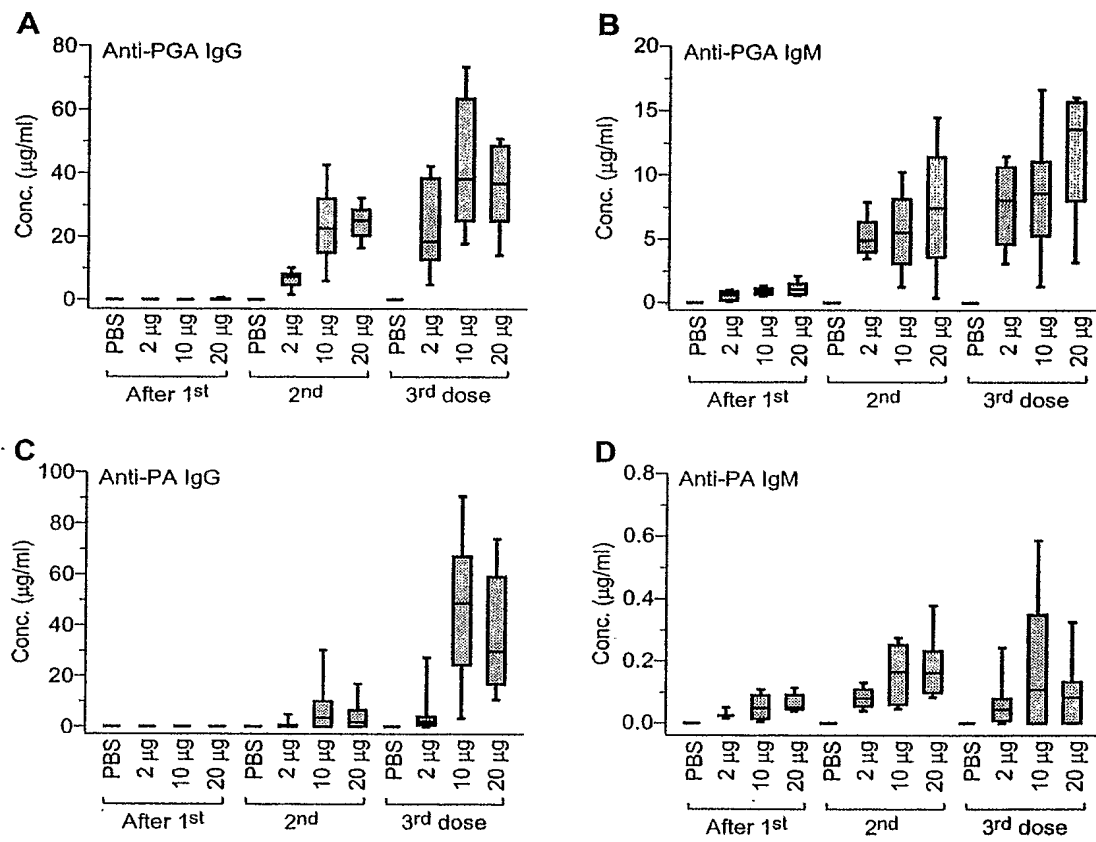 A
Anti-PGA IgG
Conc. (µg/ml)
80
60
40
20
0
PBS
2 µg
10 µg
20 µg
PBS
2 µg
10 µg
20 µg
PBS
2 µg
10 µg
20 µg
After 1st
2nd
3rd dose
B
Anti-PGA IgM
Conc. (µg/ml)
20
15
10
5
0
PBS
2 µg
10 µg
20 µg
PBS
2 µg
10 µg
20 µg
PBS
2 µg
10 µg
20 µg
After 1st
2nd
3rd dose
C
Anti-PA IgG
Conc. (µg/ml)
100
80
60
40
20
0
PBS
2 µg
10 µg
20 µg
PBS
2 µg
10 µg
20 µg
PBS
2 µg
10 µg
20 µg
After 1st
2nd
3rd dose
D
Anti-PA IgM
Conc. (µg/ml)
0.8
0.6
0.4
0.2
0.0
PBS
2 µg
10 µg
20 µg
PBS
2 µg
10 µg
20 µg
PBS
2 µg
10 µg
20 µg
After 1st
2nd
3rd dose